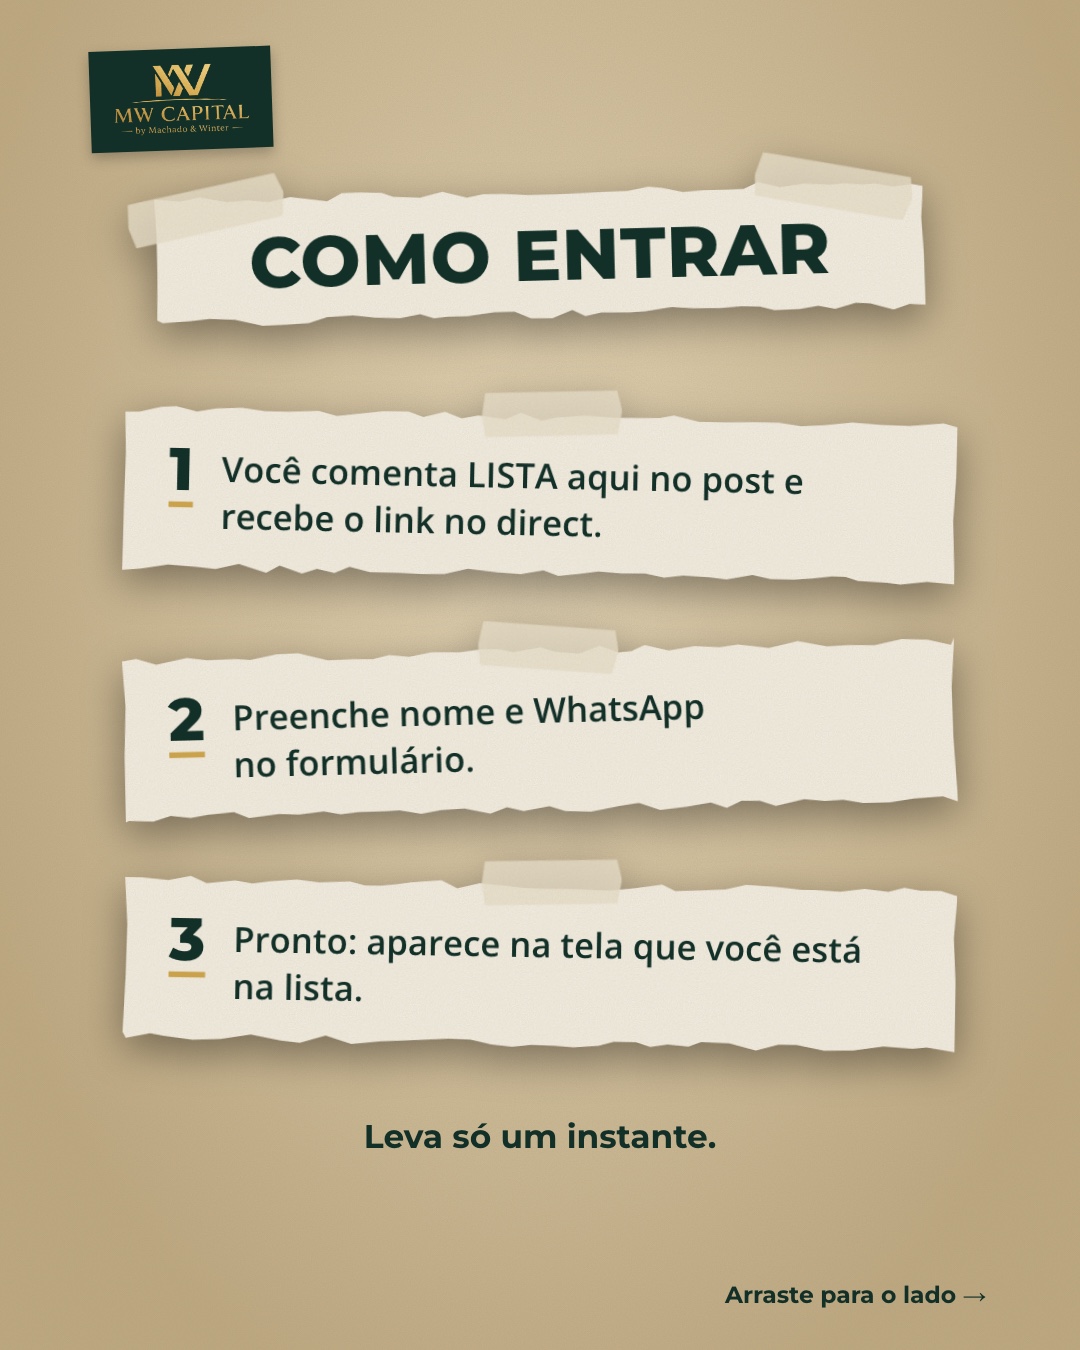 MW CAPITAL
by Machado & Winter
COMO ENTRAR
1 Você comenta LISTA aqui no post e
recebe o link no direct.
2 Preenche nome e WhatsApp
no formulário.
3 Pronto: aparece na tela que você está
na lista.
Leva só um instante.
Arraste para o lado →